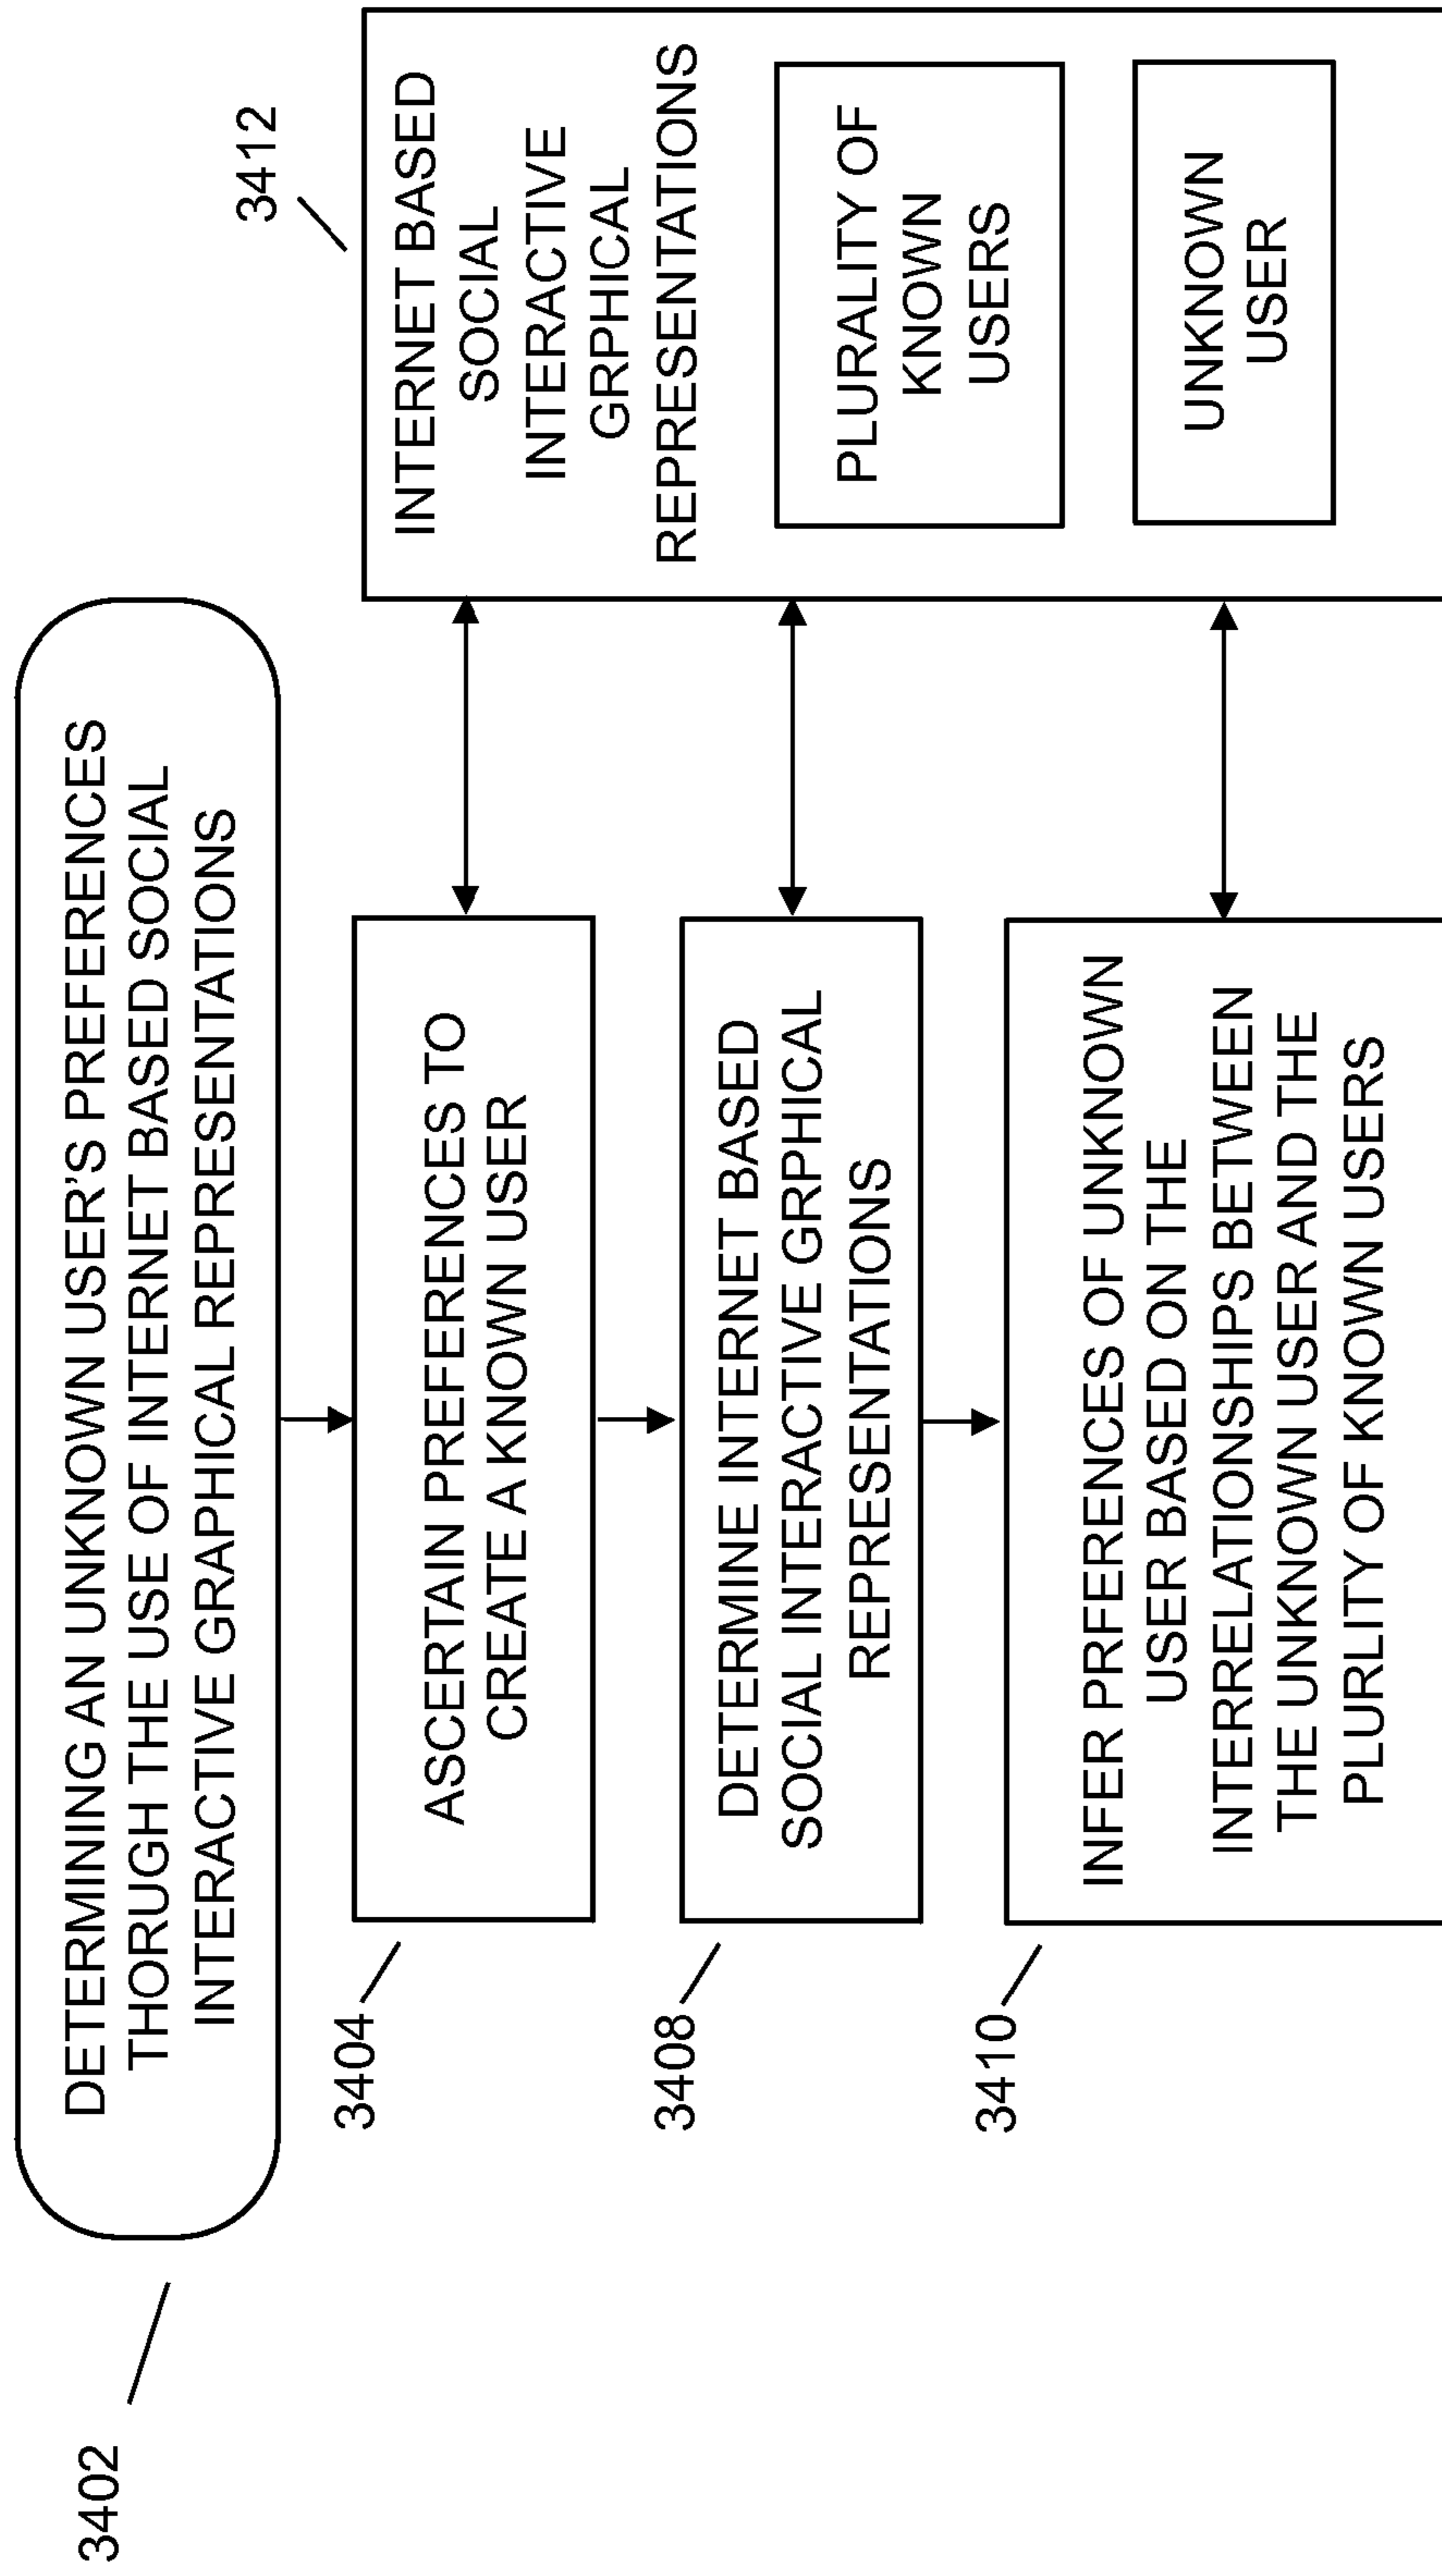 3402
DETERMINING AN UNKNOWN USER'S PREFERENCES
THORUGH THE USE OF INTERNET BASED SOCIAL
INTERACTIVE GRAPHICAL REPRESENTATIONS
3404
ASCERTAIN PREFERENCES TO
CREATE A KNOWN USER
3408
DETERMINE INTERNET BASED
SOCIAL INTERACTIVE GRPHICAL
REPRESENTATIONS
3410
INFER PRFERENCES OF UNKNOWN
USER BASED ON THE
INTERRELATIONSHIPS BETWEEN
THE UNKNOWN USER AND THE
PLURLITY OF KNOWN USERS
3412
INTERNET BASED
SOCIAL
INTERACTIVE
GRPHICAL
REPRESENTATIONS
PLURALITY OF
KNOWN
USERS
UNKNOWN
USER